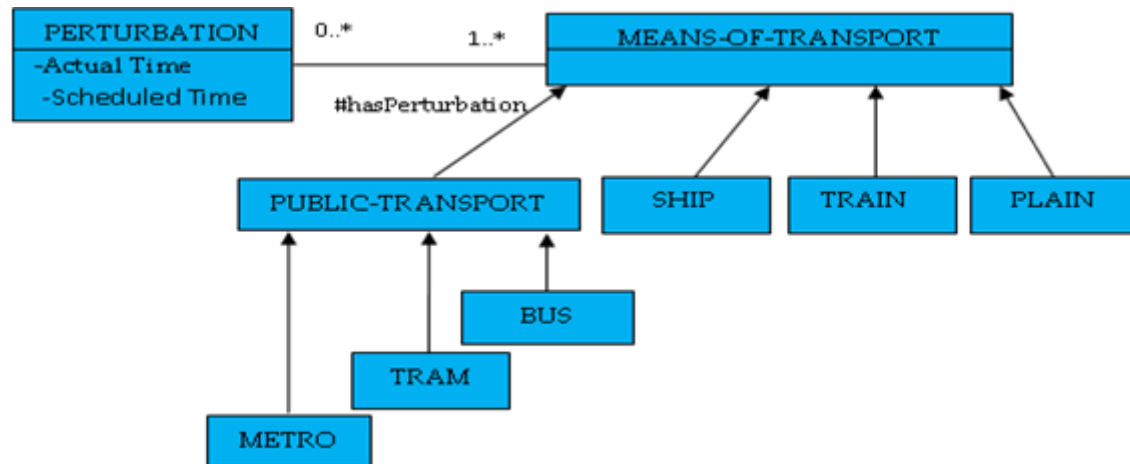 PERTURBATION
-Actual Time
-Scheduled Time
0..*
1..*
MEANS-OF-TRANSPORT
#hasPerturbation
PUBLIC-TRANSPORT
SHIP
TRAIN
PLAIN
BUS
TRAM
METRO